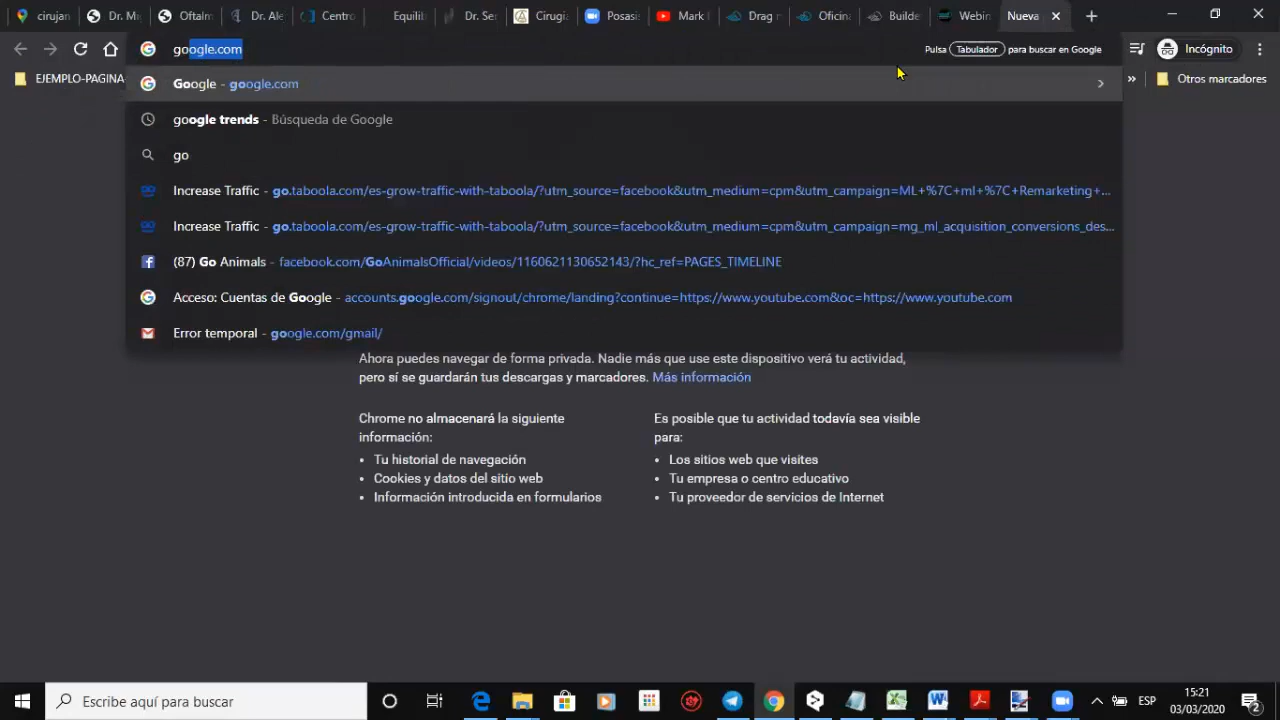 cirujan
Dr. M
Oftalm
Dr. Ale
Centro
Equilib
Dr. Ser
Cirugí
Posasis
Mark
Drag n
Oficina
Builde
Webin
Nueva
google.com
Pulsa Tabulador para buscar en Google
Incógnito
EJEMPLO-PAGINA
Otros marcadores
Google - google.com
google trends - Búsqueda de Google
go
Increase Traffic - go.taboola.com/es-grow-traffic-with-taboola/?utm_source=facebook&utm_medium=cpm&utm_campaign=ML+%7C+ml+%7C+Remarketing+...
Increase Traffic - go.taboola.com/es-grow-traffic-with-taboola/?utm_source=facebook&utm_medium=cpm&utm_campaign=mg_ml_acquisition_conversions_des...
(87) Go Animals - facebook.com/GoAnimalsOfficial/videos/1160621130652143/?hc_ref=PAGES_TIMELINE
Acceso: Cuentas de Google - accounts.google.com/signout/chrome/landing?continue=https://www.youtube.com&oc=https://www.youtube.com
Error temporal - google.com/gmail/
Ahora puedes navegar de forma privada. Nadie más que use este dispositivo verá tu actividad,
pero sí se guardarán tus descargas y marcadores. Más información
Chrome no almacenará la siguiente
información:
• Tu historial de navegación
• Cookies y datos del sitio web
• Información introducida en formularios
Es posible que tu actividad todavía sea visible
para:
• Los sitios web que visites
• Tu empresa o centro educativo
• Tu proveedor de servicios de Internet
Escribe aquí para buscar
ESP
15:21
03/03/2020
2